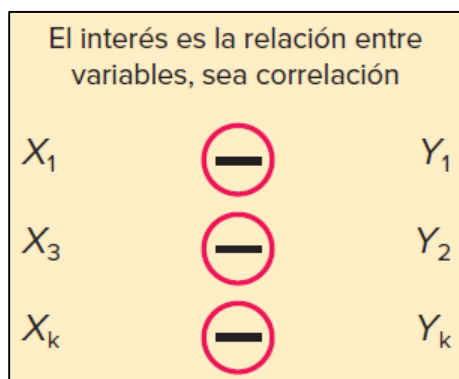 El interés es la relación entre
variables, sea correlación
X₁ Y₁
X₃ Y₂
Xₖ Yₖ